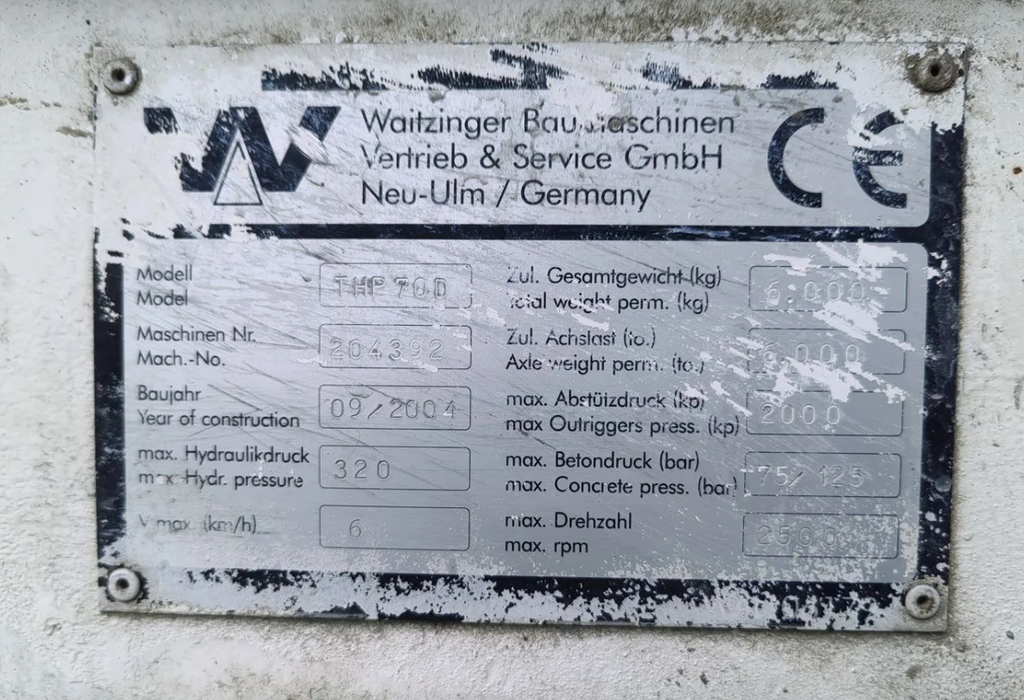 Waitzinger Baumaschinen
Vertrieb & Service GmbH
Neu-Ulm / Germany
CE
Modell
Model
THP 70D
Maschinen Nr.
Mach.-No.
204392
Baujahr
Year of construction
09/2004
max. Hydraulikdruck
max. Hydr. pressure
320
V max. (km/h)
6
Zul. Gesamtgewicht (kg)
Total weight perm. (kg)
6.000
Zul. Achslast (to.)
Axle weight perm. (to.)
6.000
max. Abstützdruck (kp)
max Outriggers press. (kp)
2000
max. Betondruck (bar)
max. Concrete press. (bar)
75/125
max. Drehzahl
max. rpm
2500